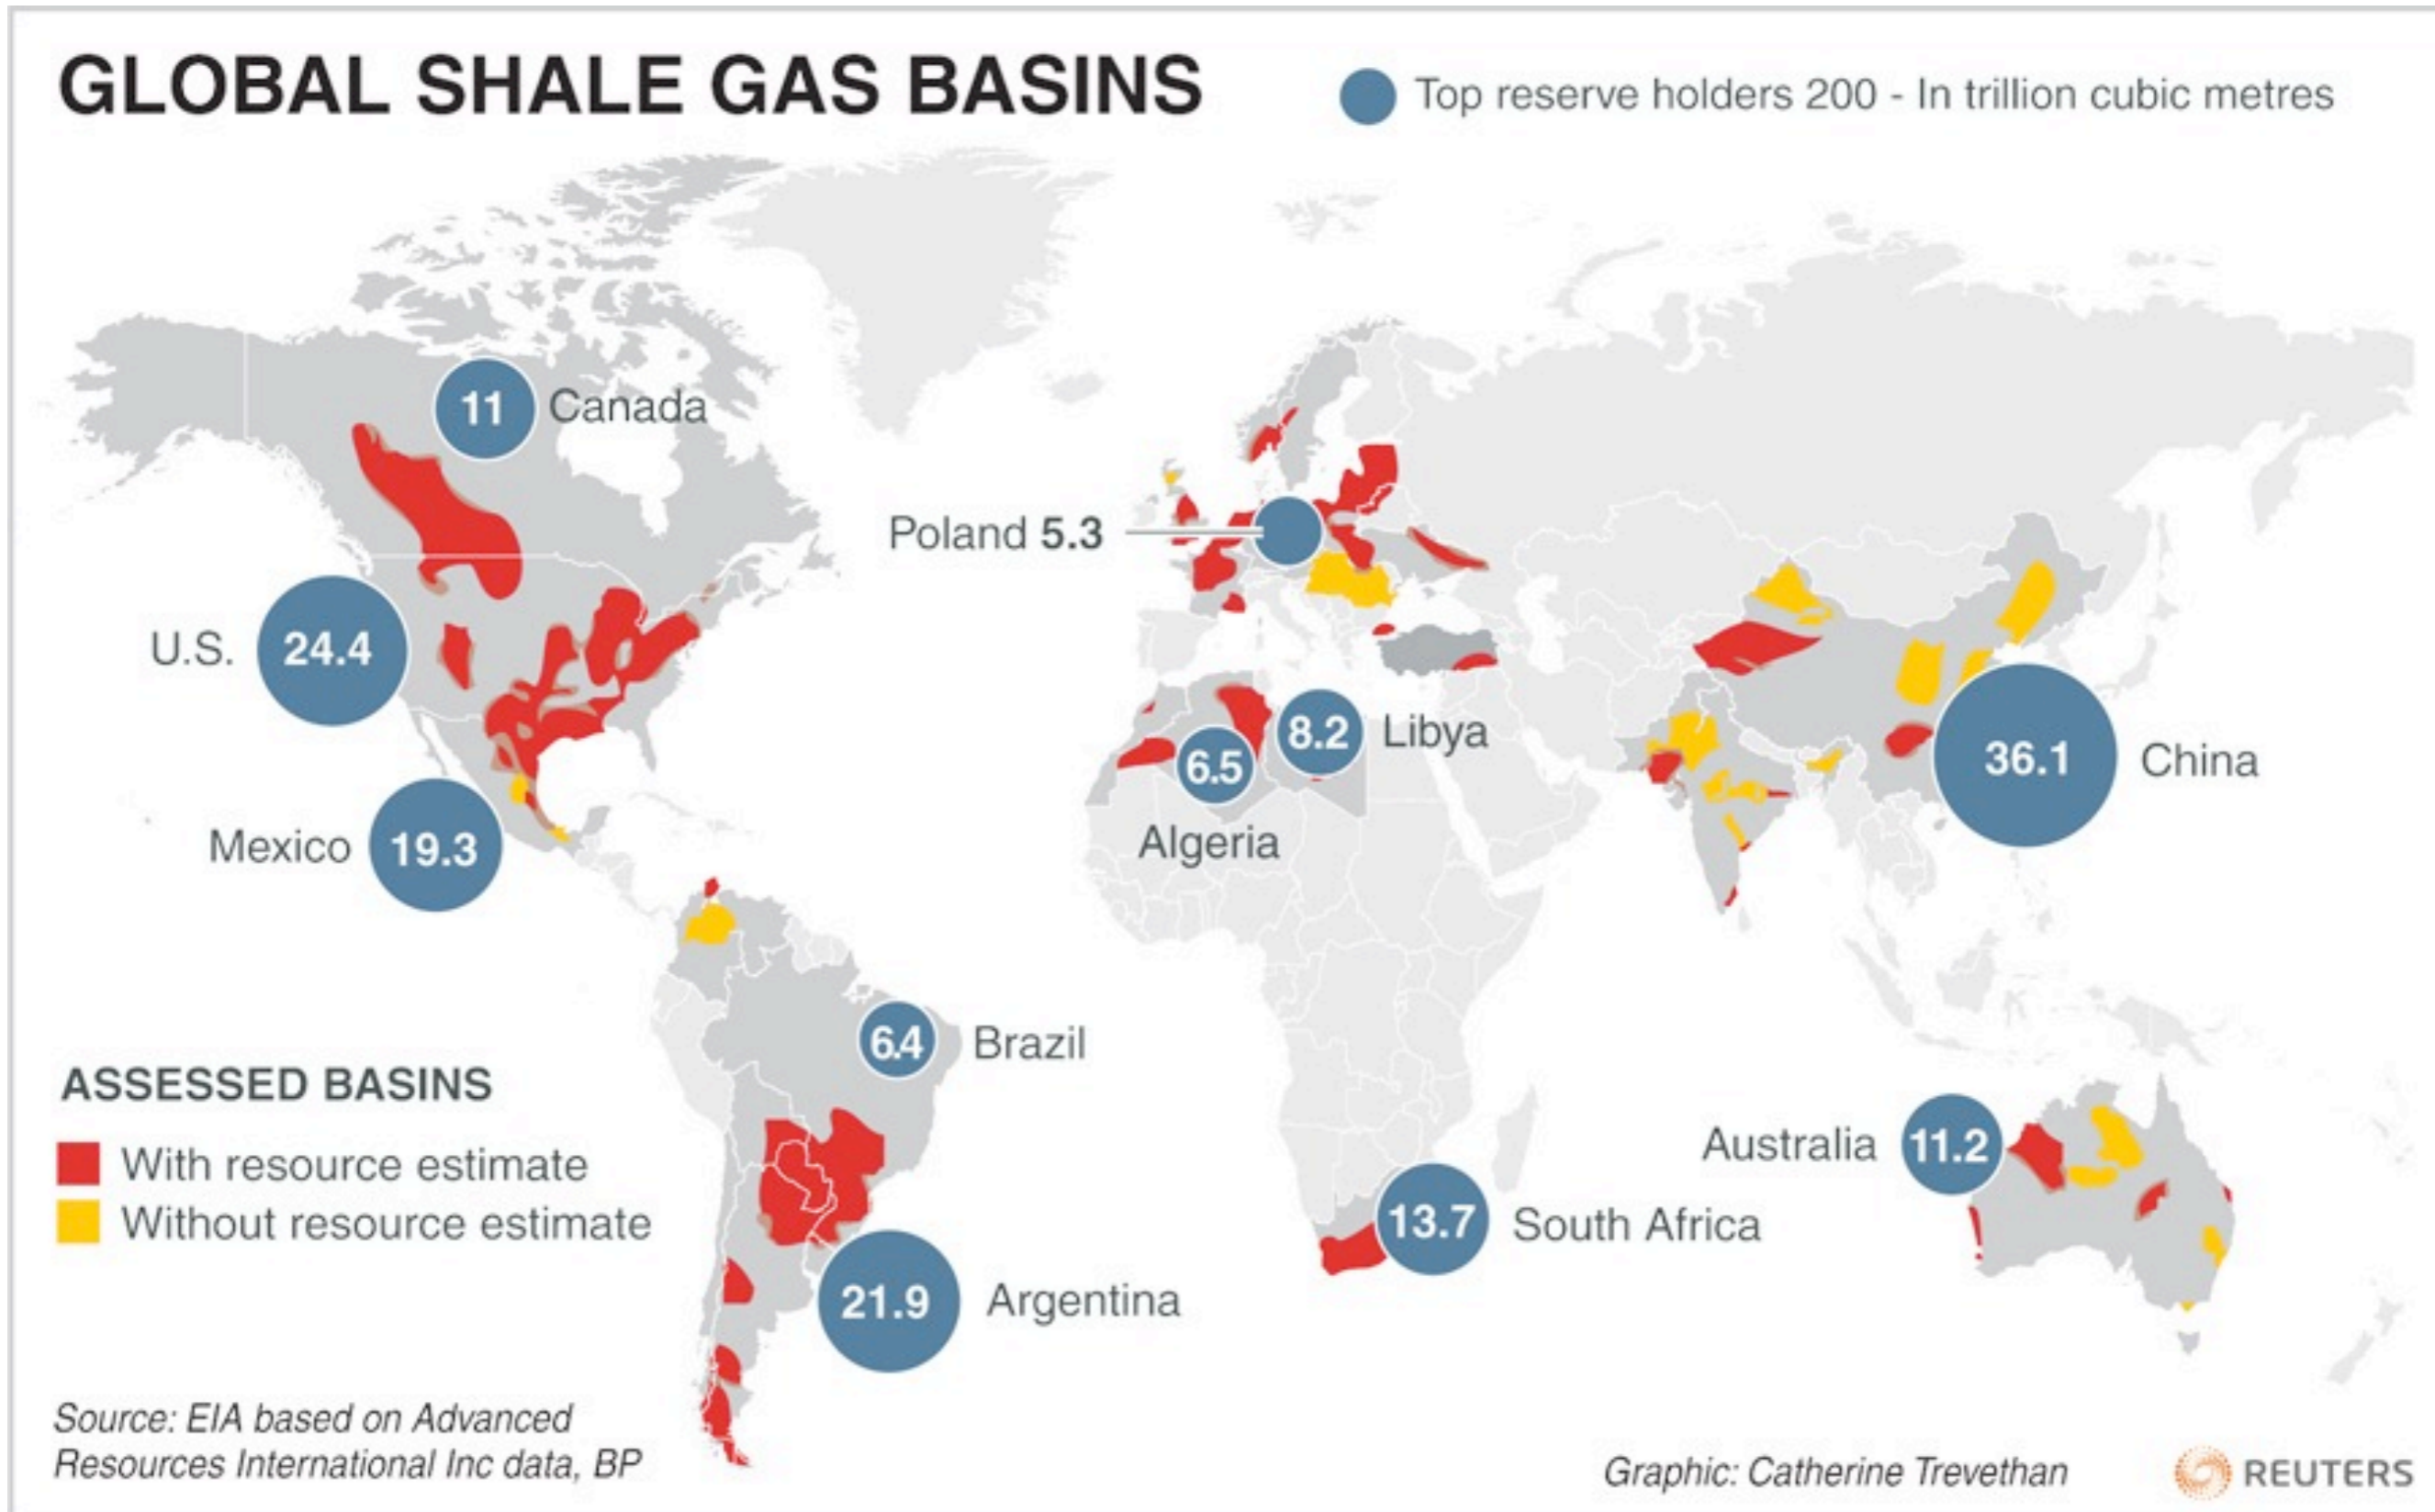 GLOBAL SHALE GAS BASINS
Top reserve holders 200 - In trillion cubic metres
11 Canada
Poland 5.3
U.S. 24.4
8.2 Libya
6.5
Algeria
36.1 China
Mexico 19.3
6.4 Brazil
ASSESSED BASINS
With resource estimate
Without resource estimate
Australia 11.2
13.7 South Africa
21.9 Argentina
Source: EIA based on Advanced
Resources International Inc data, BP
Graphic: Catherine Trevethan
REUTERS